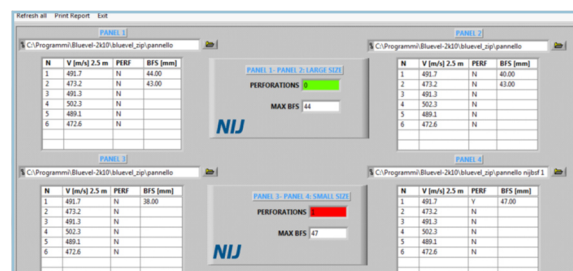 Refresh all Print Report Exit
PANEL 1
C:\Programmi\Bluevel-2k10\bluevel_zip\pannello
N V [m/s] 2.5 m PERF BFS [mm]
1 491.7 N 44.00
2 473.2 N 43.00
3 491.3 N
4 502.3 N
5 489.1 N
6 472.6 N
PANEL 1- PANEL 2: LARGE SIZE
PERFORATIONS 0
MAX BFS 44
NIJ
PANEL 2
C:\Programmi\Bluevel-2k10\bluevel_zip\pannello
N V [m/s] 2.5 m PERF BFS [mm]
1 491.7 N 40.00
2 473.2 N 43.00
3 491.3 N
4 502.3 N
5 489.1 N
6 472.6 N
PANEL 3
C:\Programmi\Bluevel-2k10\bluevel_zip\pannello
N V [m/s] 2.5 m PERF BFS [mm]
1 491.7 N 38.00
2 473.2 N
3 491.3 N
4 502.3 N
5 489.1 N
6 472.6 N
PANEL 3- PANEL 4: SMALL SIZE
PERFORATIONS 1
MAX BFS 47
NIJ
PANEL 4
C:\Programmi\Bluevel-2k10\bluevel_zip\pannello nijbsf 1
N V [m/s] 2.5 m PERF BFS [mm]
1 491.7 Y 47.00
2 473.2 N
3 491.3 N
4 502.3 N
5 489.1 N
6 472.6 N